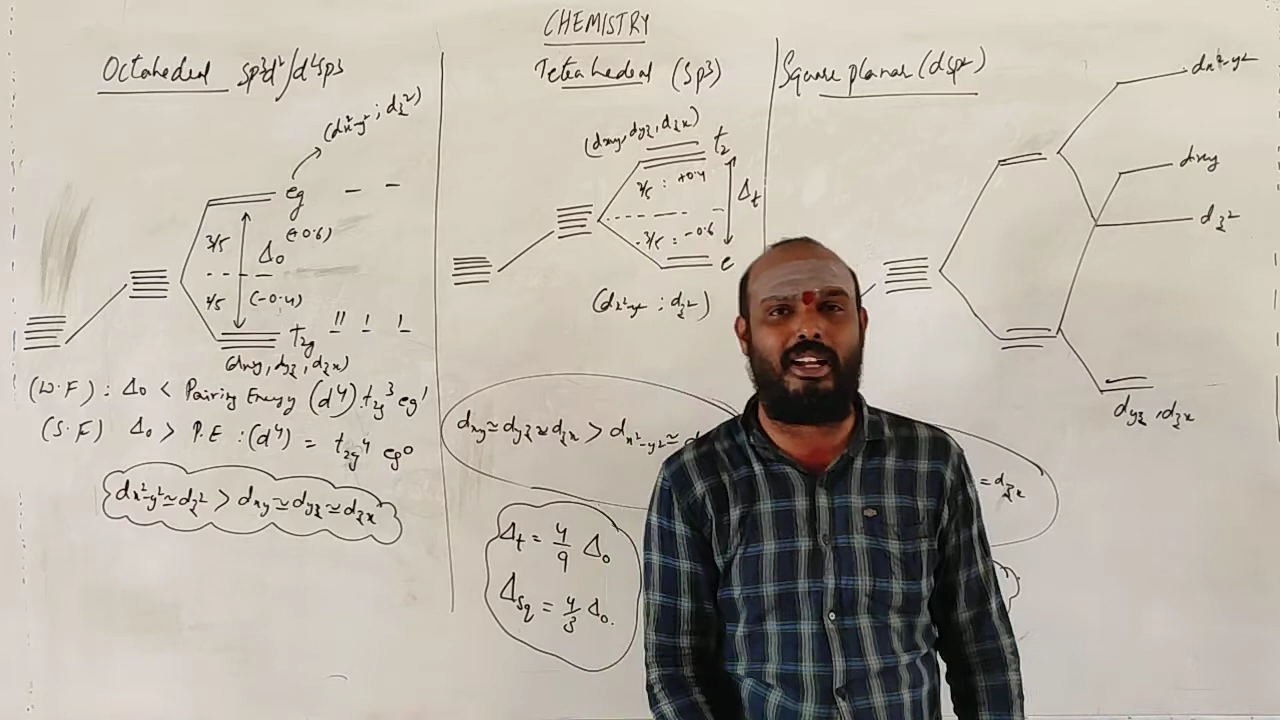 CHEMISTRY
Octahedral sp³d²/d²sp³
(dx²-y² ; dz²)
eg
(+0.6)
3/5
Δo
2/5
(-0.4)
t₂g
(dxy, dyz, dzx)
(W.F) : Δo < Pairing Energy (d⁴) t₂g³ eg¹
(S.F) Δo > P.E : (d⁴) = t₂g⁴ eg⁰
dx²-y² ≃ dz² > dxy ≃ dyz ≃ dzx
Tetrahedral (sp³)
(dxy, dyz, dzx)
t₂
2/5 : +0.4
Δt
-3/5 : -0.6
e
(dx²-y² ; dz²)
dxy ≃ dyz ≃ dzx > dx²-y² ≃
= dzx
Δt = 4/9 Δo
Δsq = 4/3 Δo.
Square planar (dsp²)
dx²-y²
dxy
dz²
dyz, dzx